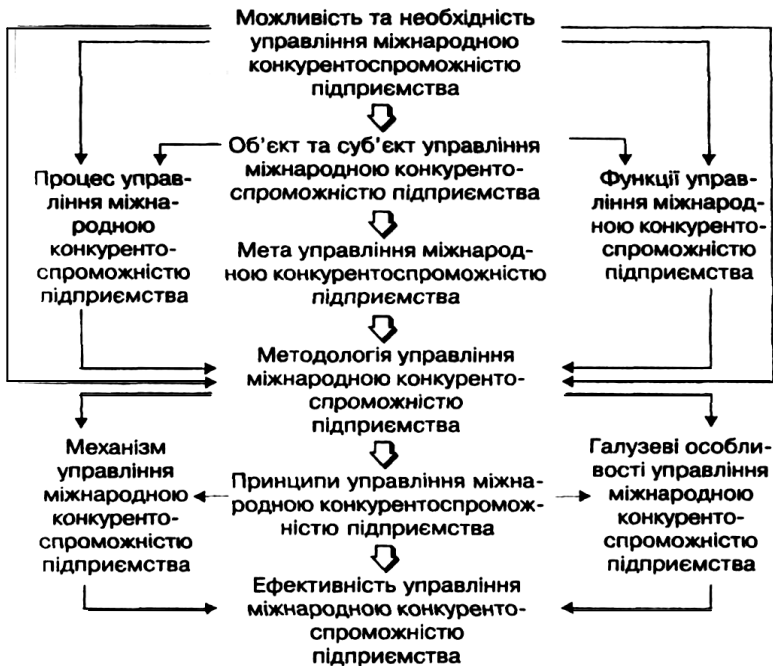 Можливість та необхідність
управління міжнародною
конкурентоспроможністю
підприємства
Об’єкт та суб’єкт управління
міжнародною конкуренто-
спроможністю підприємства
Процес управ-
ління міжна-
родною
конкуренто-
спроможністю
підприємства
Функції управ-
ління міжнарод-
ною конкуренто-
спроможністю
підприємства
Мета управління міжнарод-
ною конкурентоспроможністю
підприємства
Методологія управління
міжнародною конкуренто-
спроможністю
підприємства
Механізм
управління
міжнародною
конкуренто-
спроможністю
підприємства
Принципи управління міжна-
родною конкурентоспромож-
ністю підприємства
Галузеві особли-
вості управління
міжнародною
конкуренто-
спроможністю
підприємства
Ефективність управління
міжнародною конкуренто-
спроможністю
підприємства